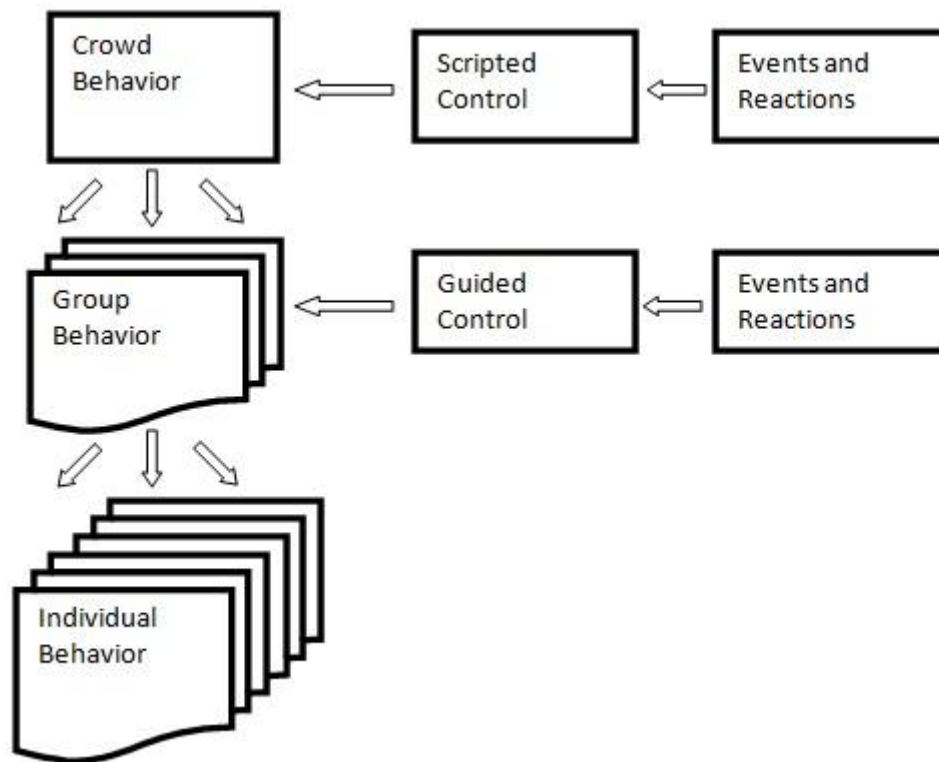 Crowd
Behavior
Scripted
Control
Events and
Reactions
Group
Behavior
Guided
Control
Events and
Reactions
Individual
Behavior